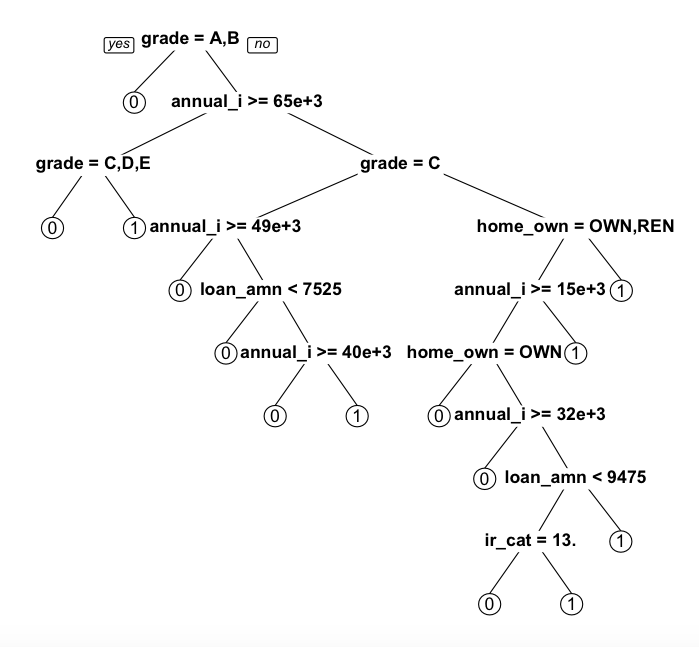 yes grade = A,B no
0 annual_i >= 65e+3
grade = C,D,E grade = C
0 1 annual_i >= 49e+3 home_own = OWN,REN
0 loan_amn < 7525 annual_i >= 15e+3 1
0 annual_i >= 40e+3 home_own = OWN 1
0 1 0 annual_i >= 32e+3
0 loan_amn < 9475
ir_cat = 13. 1
0 1